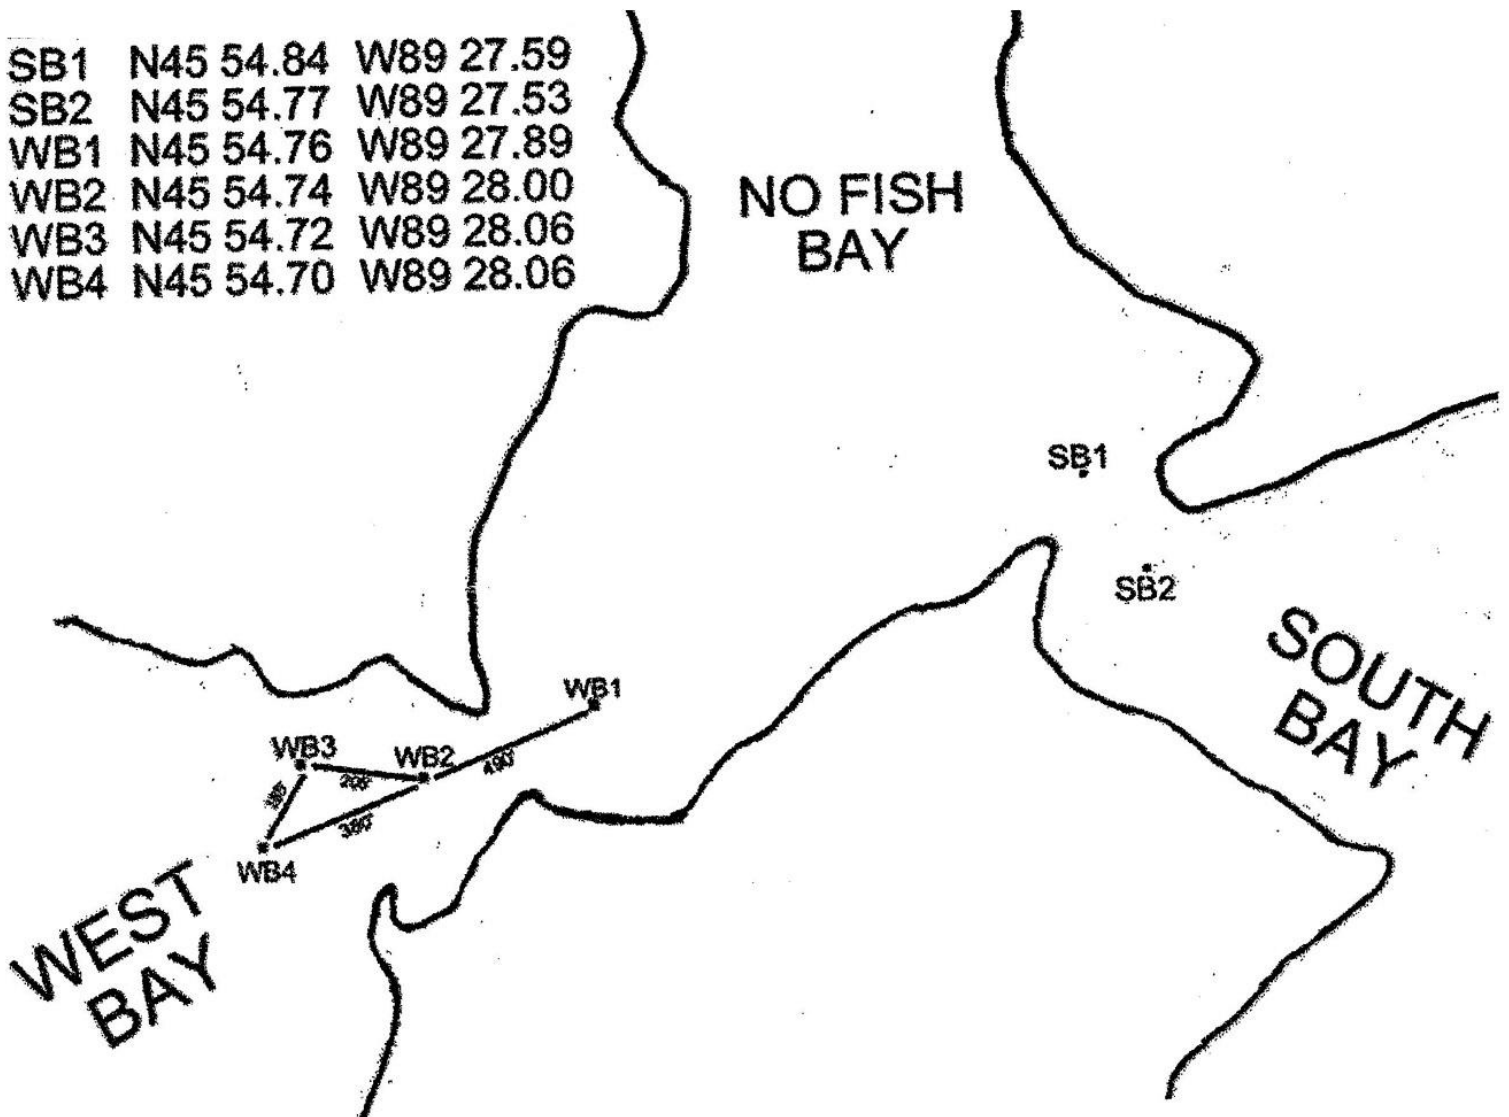 SB1 N45 54.84 W89 27.59
SB2 N45 54.77 W89 27.53
WB1 N45 54.76 W89 27.89
WB2 N45 54.74 W89 28.00
WB3 N45 54.72 W89 28.06
WB4 N45 54.70 W89 28.06
NO FISH
BAY
SB1
SB2
SOUTH
BAY
WB1
WB3
WB2
490'
380'
WB4
WEST
BAY